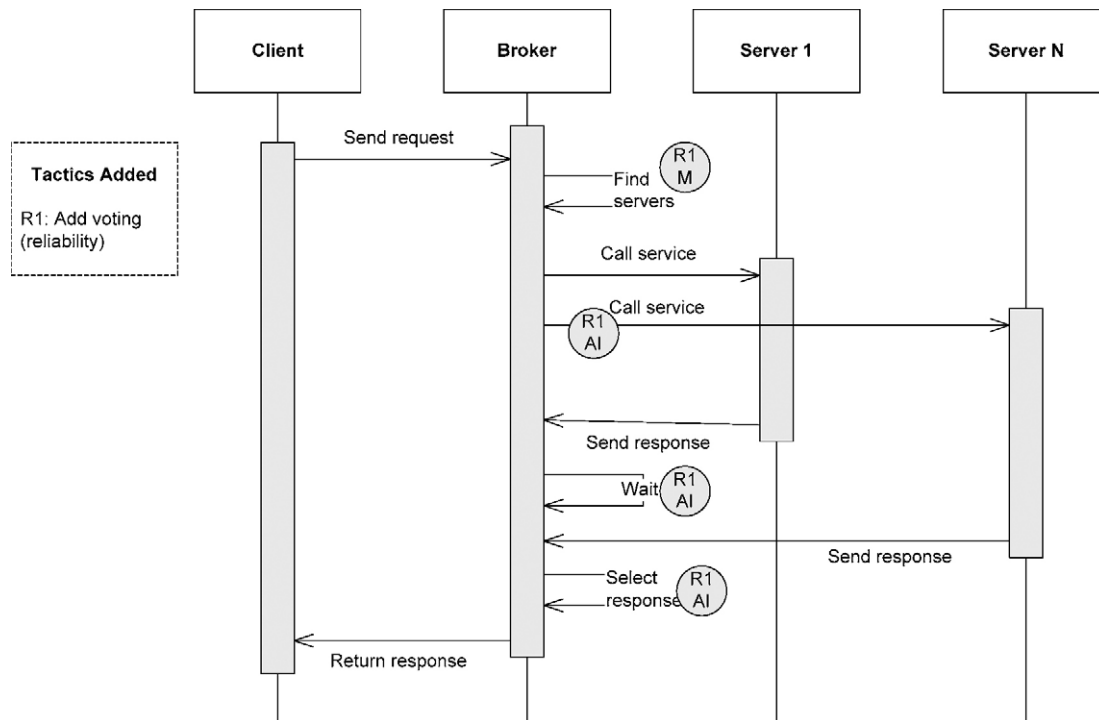 Client
Broker
Server 1
Server N
Tactics Added
R1: Add voting
(reliability)
Send request
R1
M
Find
servers
Call service
Call service
R1
AI
Send response
Wait
R1
AI
Send response
Select
response
R1
AI
Return response